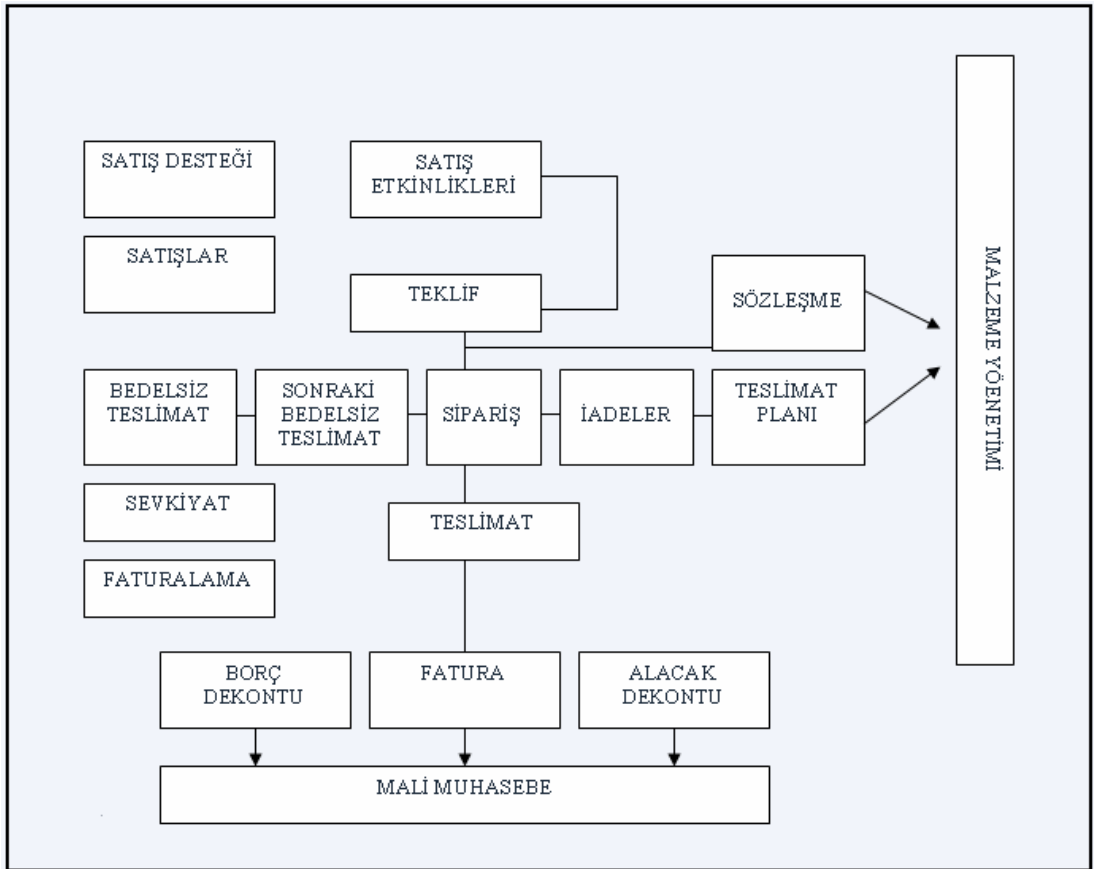 SATIŞ DESTEĞİ
SATIŞ
ETKİNLİKLERİ
SATIŞLAR
TEKLİF
SÖZLEŞME
MALZEME YÖENETİMİ
BEDELSİZ
TESLİMAT
SONRAKİ
BEDELSİZ
TESLİMAT
SİPARİŞ
İADELER
TESLİMAT
PLANI
SEVKİYAT
TESLİMAT
FATURALAMA
BORÇ
DEKONTU
FATURA
ALACAK
DEKONTU
MALİ MUHASEBE